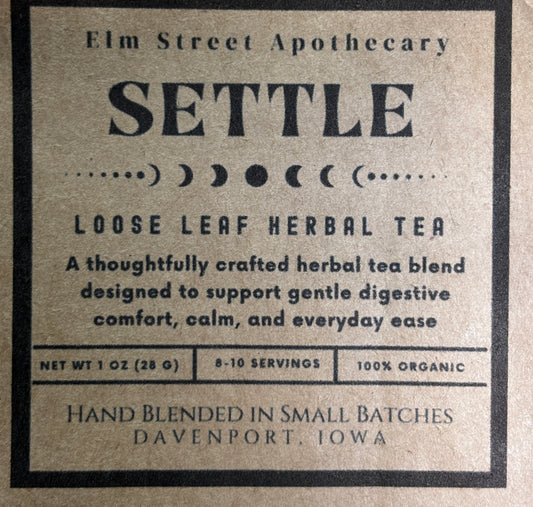 Elm Street Apothecary
SETTLE
LOOSE LEAF HERBAL TEA
A thoughtfully crafted herbal tea blend
designed to support gentle digestive
comfort, calm, and everyday ease
NET WT 1 OZ (28 G) 8-10 SERVINGS 100% ORGANIC
HAND BLENDED IN SMALL BATCHES
DAVENPORT, IOWA